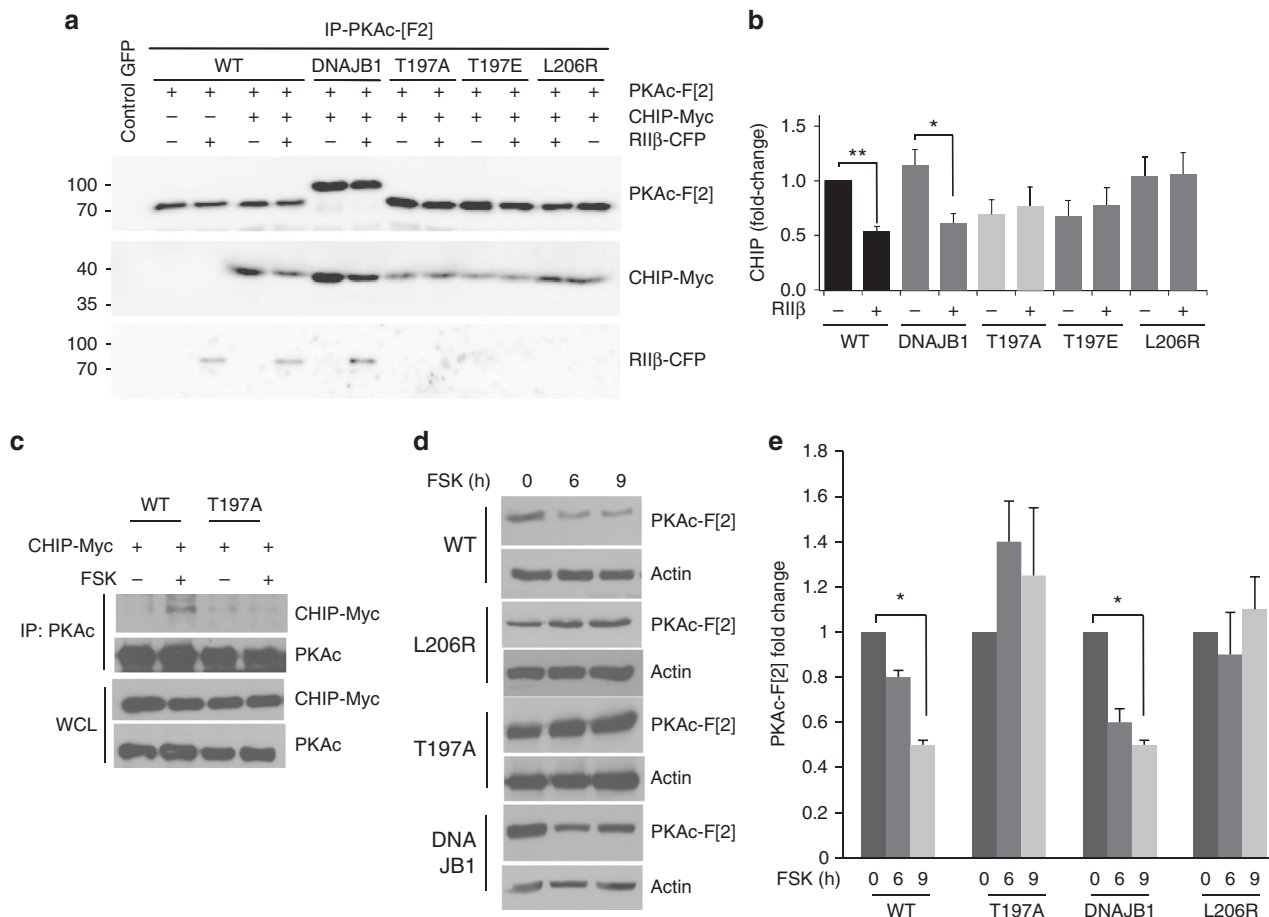 a
IP-PKAc-[F2]
Control GFP
WT DNAJB1 T197A T197E L206R
+ + + + + + + + + + + + PKAc-F[2]
– – + + + + + + + + + + CHIP-Myc
– + – + – + – + – + + – RIIβ-CFP
100
70
PKAc-F[2]
40
35
CHIP-Myc
100
70
RIIβ-CFP
b
CHIP (fold-change)
1.5
1.0
0.5
0.0
** *
RIIβ – + – + – + – + – +
WT DNAJB1 T197A T197E L206R
c
WT T197A
CHIP-Myc + + + +
FSK – + – +
IP: PKAc
CHIP-Myc
PKAc
WCL
CHIP-Myc
PKAc
d
FSK (h) 0 6 9
WT
PKAc-F[2]
Actin
L206R
PKAc-F[2]
Actin
T197A
PKAc-F[2]
Actin
DNA
JB1
PKAc-F[2]
Actin
e
PKAc-F[2] fold change
1.8
1.6
1.4
1.2
1
0.8
0.6
0.4
0.2
0
* *
FSK (h) 0 6 9 0 6 9 0 6 9 0 6 9
WT T197A DNAJB1 L206R